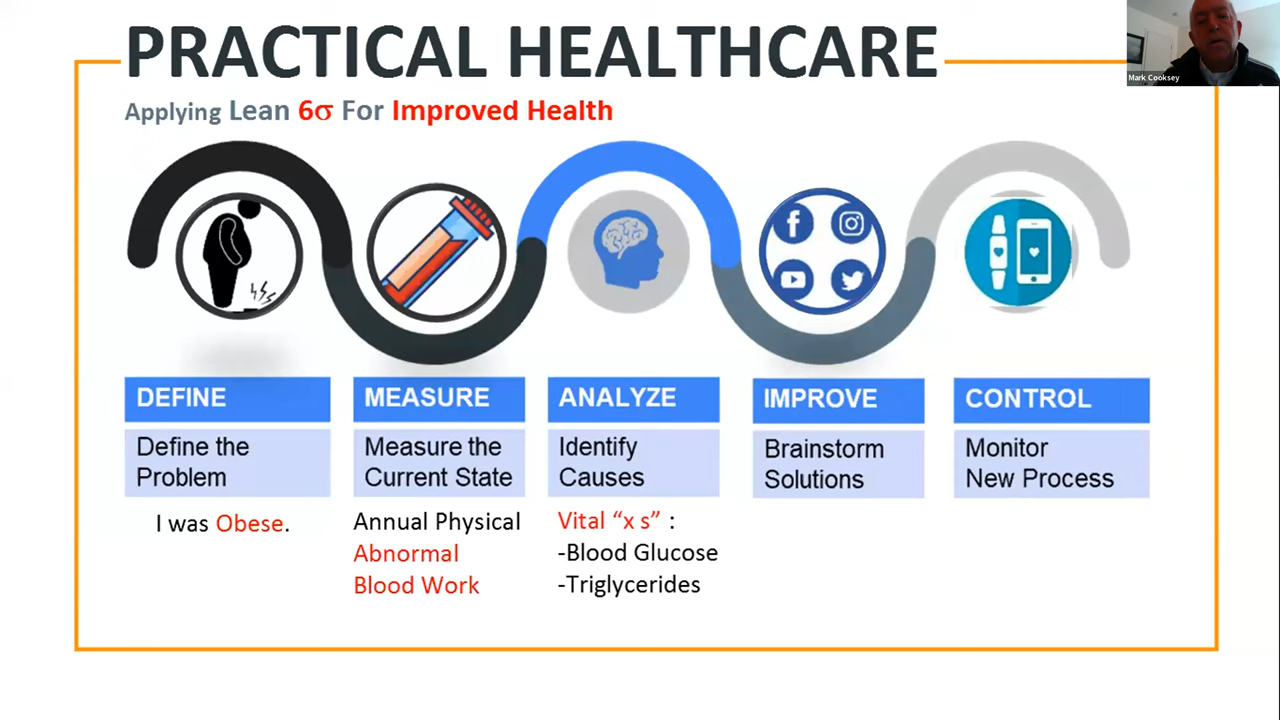 PRACTICAL HEALTHCARE
Mark Cooksey
Applying Lean 6σ For Improved Health
DEFINE
Define the
Problem
I was Obese.
MEASURE
Measure the
Current State
Annual Physical
Abnormal
Blood Work
ANALYZE
Identify
Causes
Vital “x s” :
-Blood Glucose
-Triglycerides
IMPROVE
Brainstorm
Solutions
CONTROL
Monitor
New Process